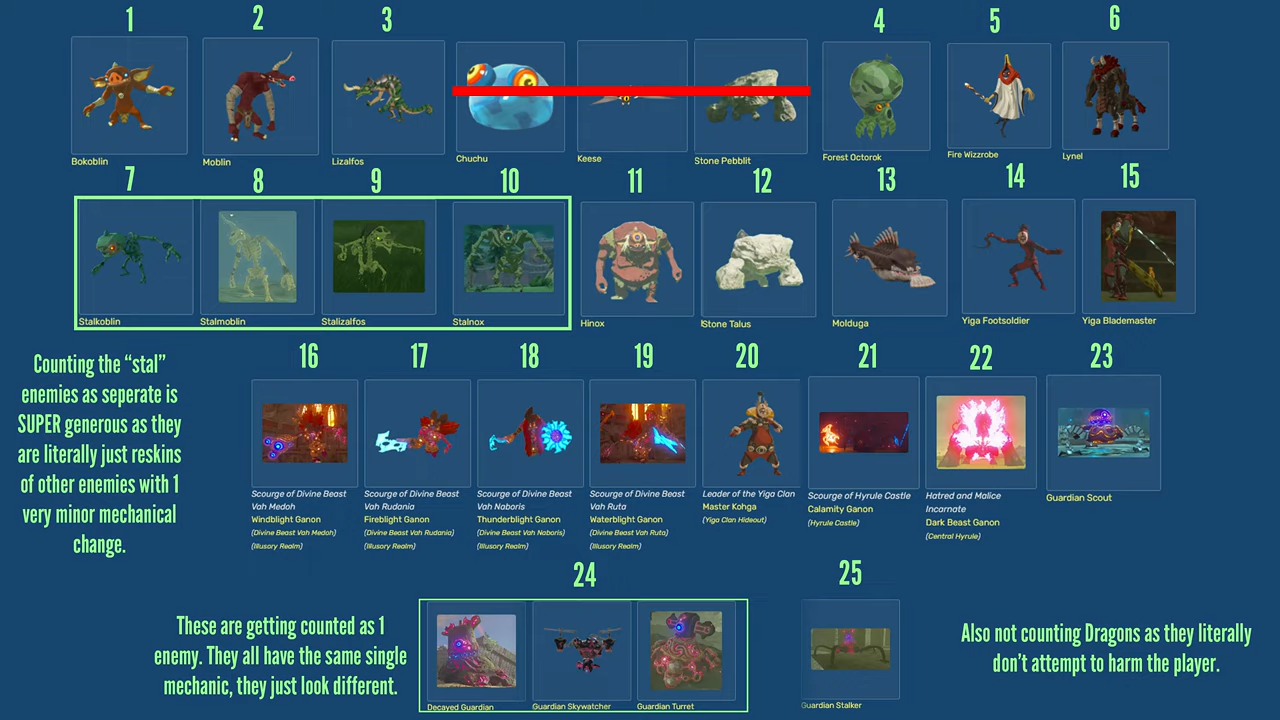 1 2 3 4 5 6
Bokoblin Moblin Lizalfos Chuchu Keese Stone Pebblit Forest Octorok Fire Wizzrobe Lynel
7 8 9 10 11 12 13 14 15
Stalkoblin Stalmoblin Stalizalfos Stalnox Hinox Stone Talus Molduga Yiga Footsoldier Yiga Blademaster
Counting the “stal”
enemies as seperate is
SUPER generous as they
are literally just reskins
of other enemies with 1
very minor mechanical
change.
16 17 18 19 20 21 22 23
Scourge of Divine Beast
Vah Medoh
Windblight Ganon
(Divine Beast Vah Medoh)
(Illusory Realm)
Scourge of Divine Beast
Vah Rudania
Fireblight Ganon
(Divine Beast Vah Rudania)
(Illusory Realm)
Scourge of Divine Beast
Vah Naboris
Thunderblight Ganon
(Divine Beast Vah Naboris)
(Illusory Realm)
Scourge of Divine Beast
Vah Ruta
Waterblight Ganon
(Divine Beast Vah Ruta)
(Illusory Realm)
Leader of the Yiga Clan
Master Kohga
(Yiga Clan Hideout)
Scourge of Hyrule Castle
Calamity Ganon
(Hyrule Castle)
Hatred and Malice
Incarnate
Dark Beast Ganon
(Central Hyrule)
Guardian Scout
24 25
These are getting counted as 1
enemy. They all have the same single
mechanic, they just look different.
Decayed Guardian Guardian Skywatcher Guardian Turret Guardian Stalker
Also not counting Dragons as they literally
don't attempt to harm the player.